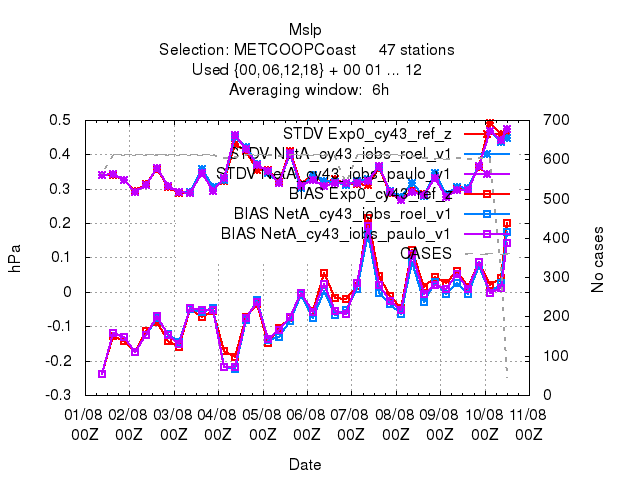 Mslp
Selection: METCOOPCoast 47 stations
Used {00,06,12,18} + 00 01 ... 12
Averaging window: 6h
0.5
0.4
0.3
0.2
0.1
0
-0.1
-0.2
-0.3
hPa
700
600
500
400
300
200
100
0
No cases
STDV Exp0_cy43_ref_z
STDV NetA_cy43_iobs_roel_v1
STDV NetA_cy43_iobs_paulo_v1
BIAS Exp0_cy43_ref_z
BIAS NetA_cy43_iobs_roel_v1
BIAS NetA_cy43_iobs_paulo_v1
CASES
01/08 02/08 03/08 04/08 05/08 06/08 07/08 08/08 09/08 10/08 11/08
00Z 00Z 00Z 00Z 00Z 00Z 00Z 00Z 00Z 00Z 00Z
Date